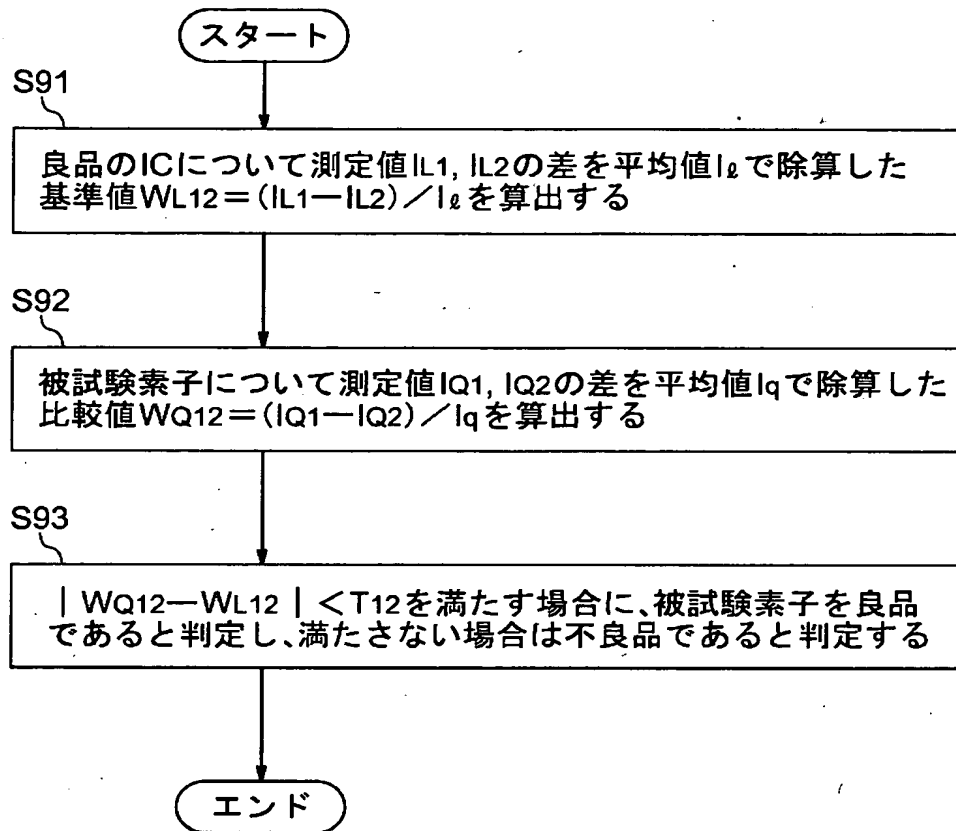 スタート
S91
良品のICについて測定値IL1, IL2の差を平均値Iℓで除算した
基準値WL12＝(IL1－IL2)／Iℓを算出する
S92
被試験素子について測定値IQ1, IQ2の差を平均値Iqで除算した
比較値WQ12＝(IQ1－IQ2)／Iqを算出する
S93
｜WQ12－WL12｜＜T12を満たす場合に、被試験素子を良品
であると判定し、満たさない場合は不良品であると判定する
エンド